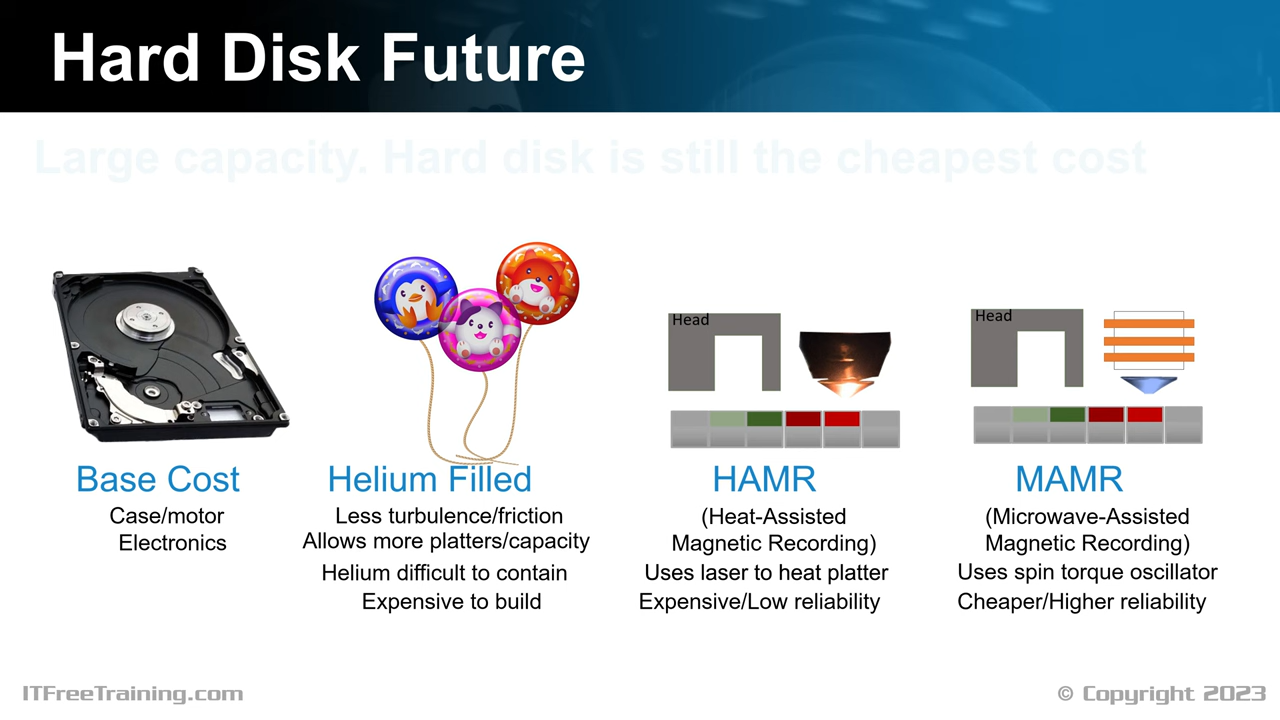 Hard Disk Future
Large capacity. Hard disk is still the cheapest cost
Head
Head
Base Cost
Case/motor
Electronics
Helium Filled
Less turbulence/friction
Allows more platters/capacity
Helium difficult to contain
Expensive to build
HAMR
(Heat-Assisted
Magnetic Recording)
Uses laser to heat platter
Expensive/Low reliability
MAMR
(Microwave-Assisted
Magnetic Recording)
Uses spin torque oscillator
Cheaper/Higher reliability
ITFreeTraining.com
© Copyright 2023